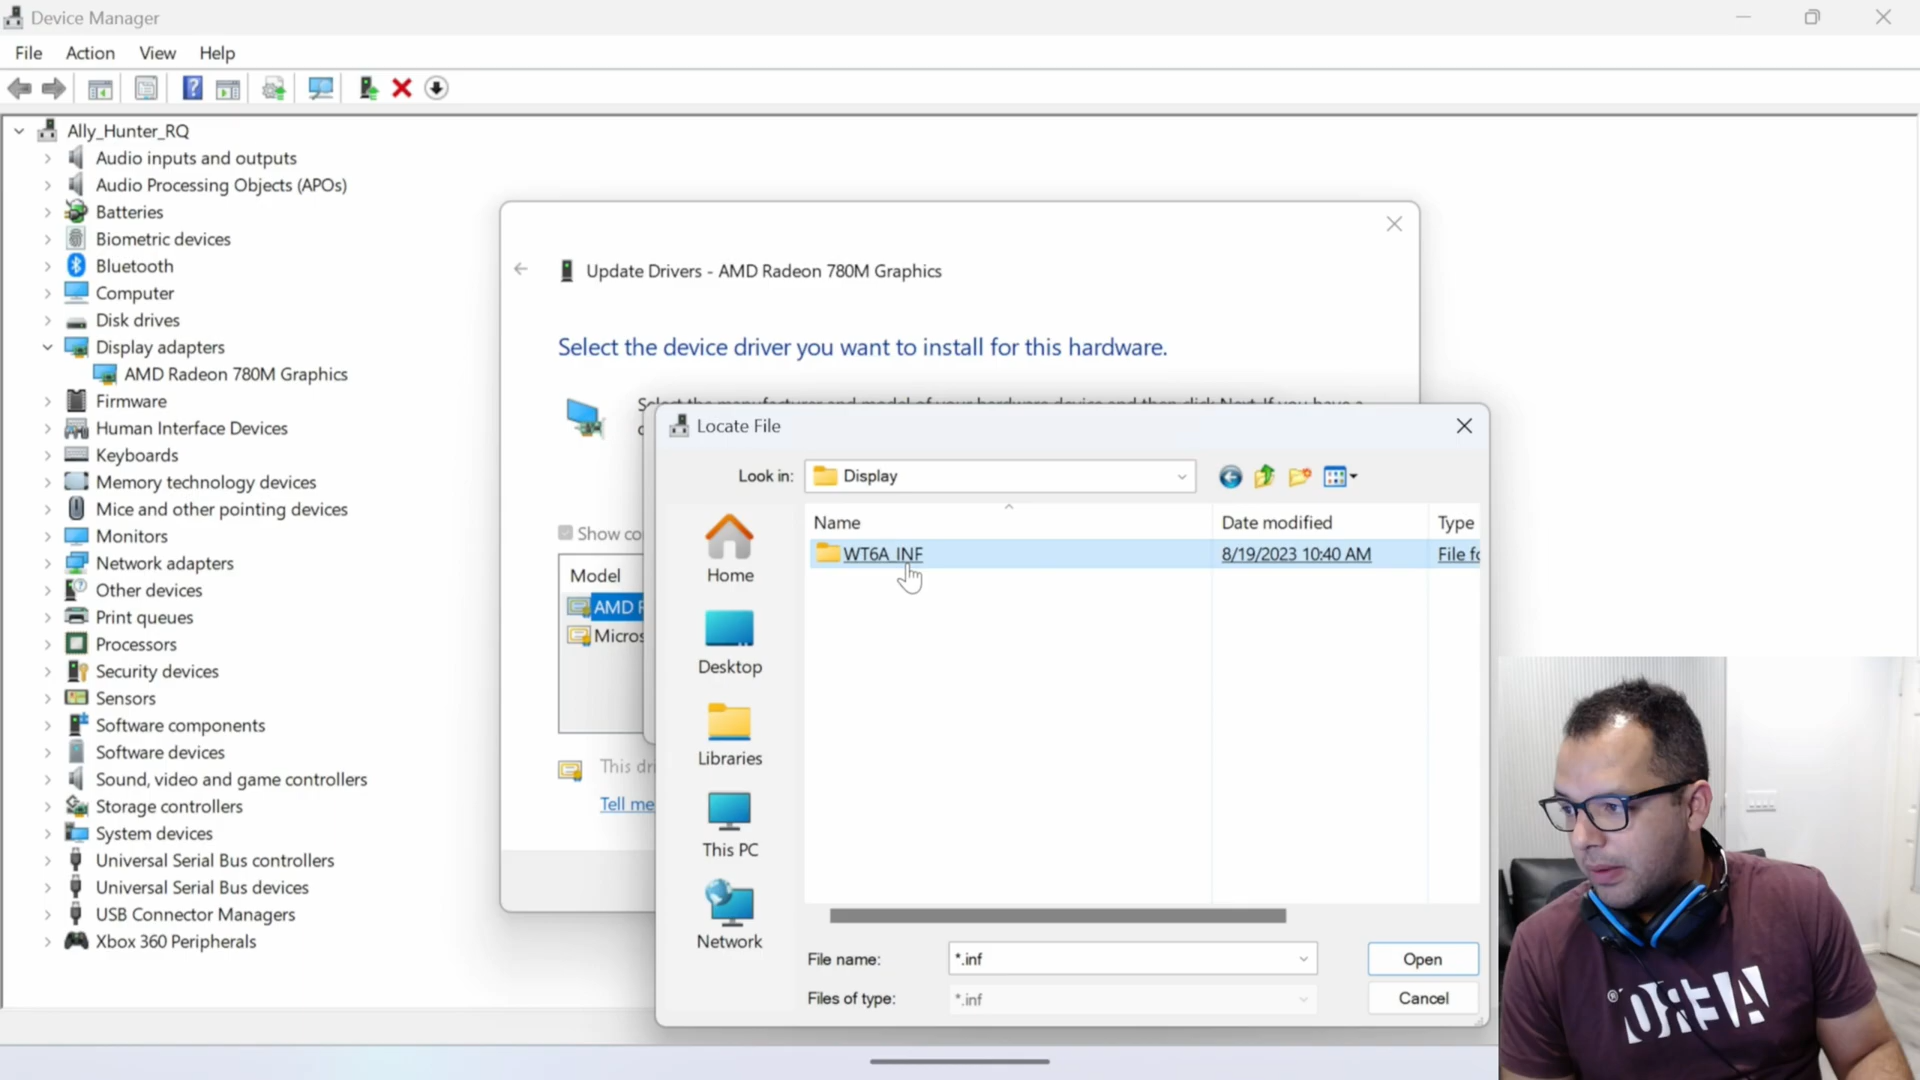 Device Manager
File Action View Help
Ally_Hunter_RQ
Audio inputs and outputs
Audio Processing Objects (APOs)
Batteries
Biometric devices
Bluetooth
Computer
Disk drives
Display adapters
AMD Radeon 780M Graphics
Firmware
Human Interface Devices
Keyboards
Memory technology devices
Mice and other pointing devices
Monitors
Network adapters
Other devices
Print queues
Processors
Security devices
Sensors
Software components
Software devices
Sound, video and game controllers
Storage controllers
System devices
Universal Serial Bus controllers
Universal Serial Bus devices
USB Connector Managers
Xbox 360 Peripherals
Update Drivers - AMD Radeon 780M Graphics
Select the device driver you want to install for this hardware.
Show co
Model
AMD R
Micros
This dri
Tell me
Locate File
Look in: Display
Name Date modified Type
WT6A_INF 8/19/2023 10:40 AM File fo
Home
Desktop
Libraries
This PC
Network
File name: *.inf Open
Files of type: *.inf Cancel